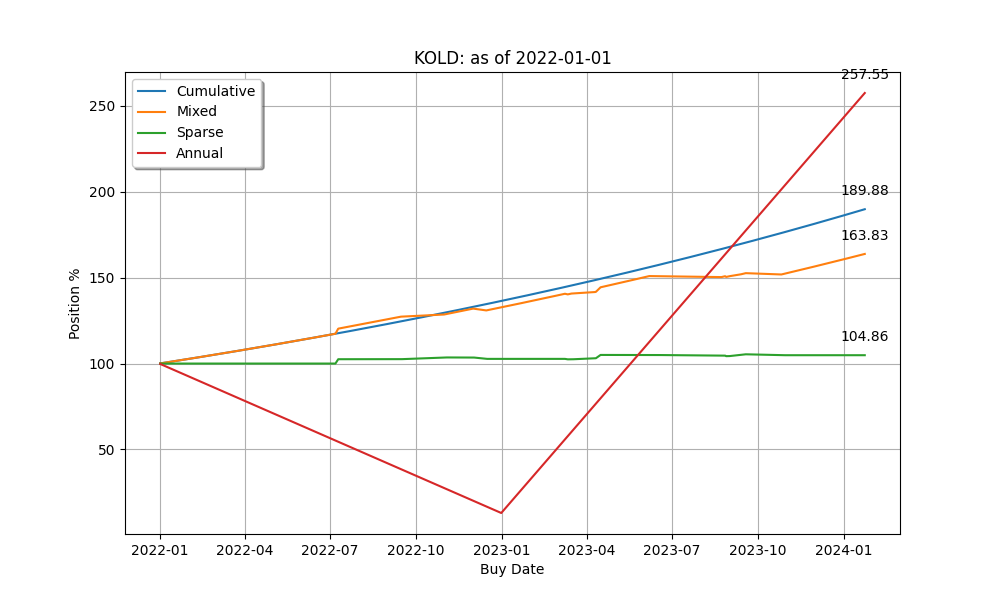 KOLD: as of 2022-01-01
Cumulative
Mixed
Sparse
Annual
257.55
189.88
163.83
104.86
250
200
150
100
50
Position %
2022-01 2022-04 2022-07 2022-10 2023-01 2023-04 2023-07 2023-10 2024-01
Buy Date